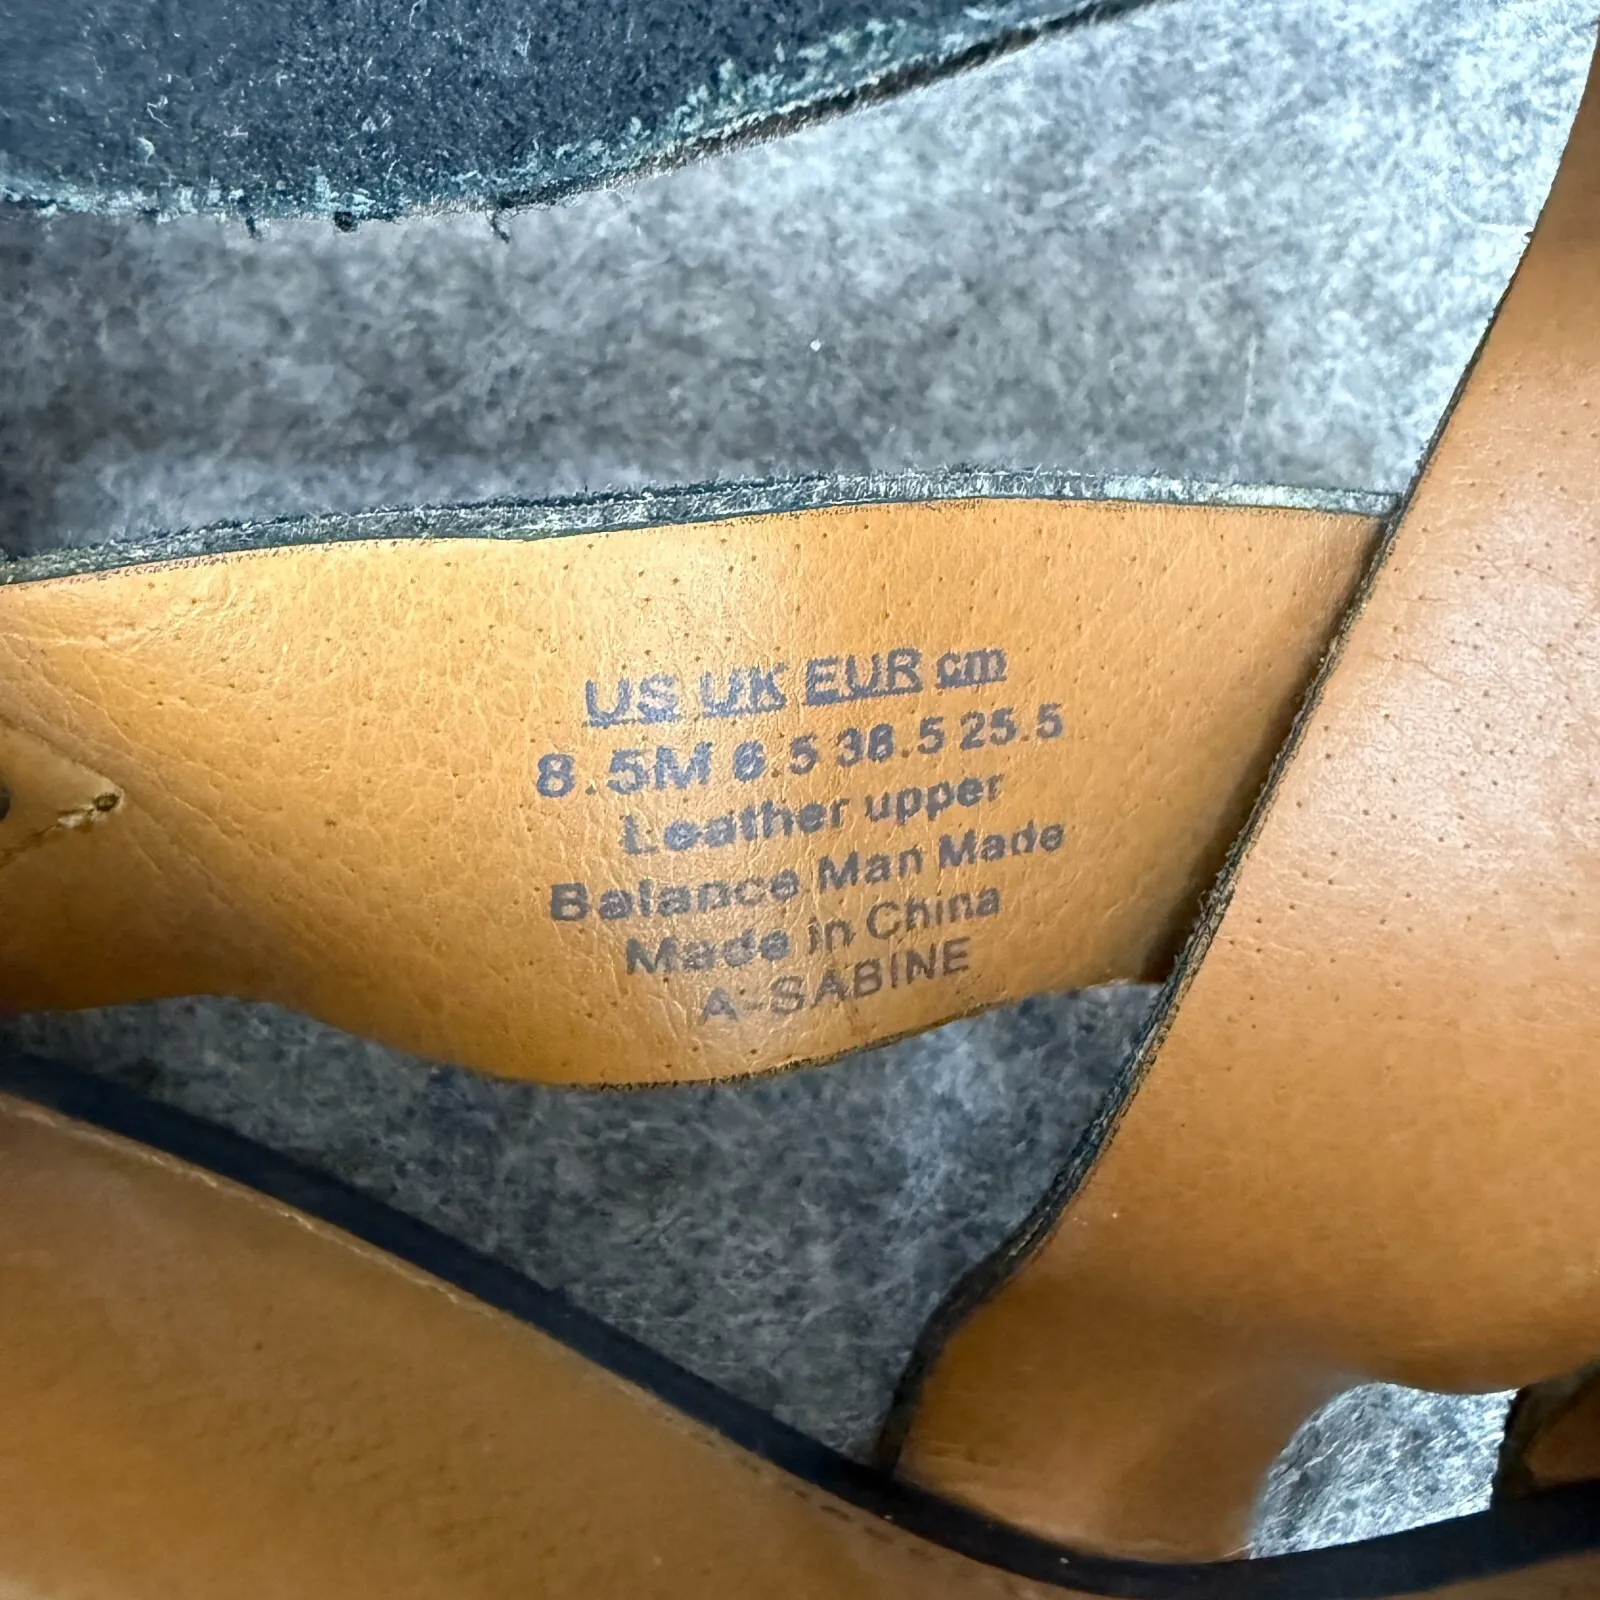 US UK EUR cm
8.5M 6.5 38.5 25.5
Leather upper
Balance Man Made
Made in China
A-SABINE